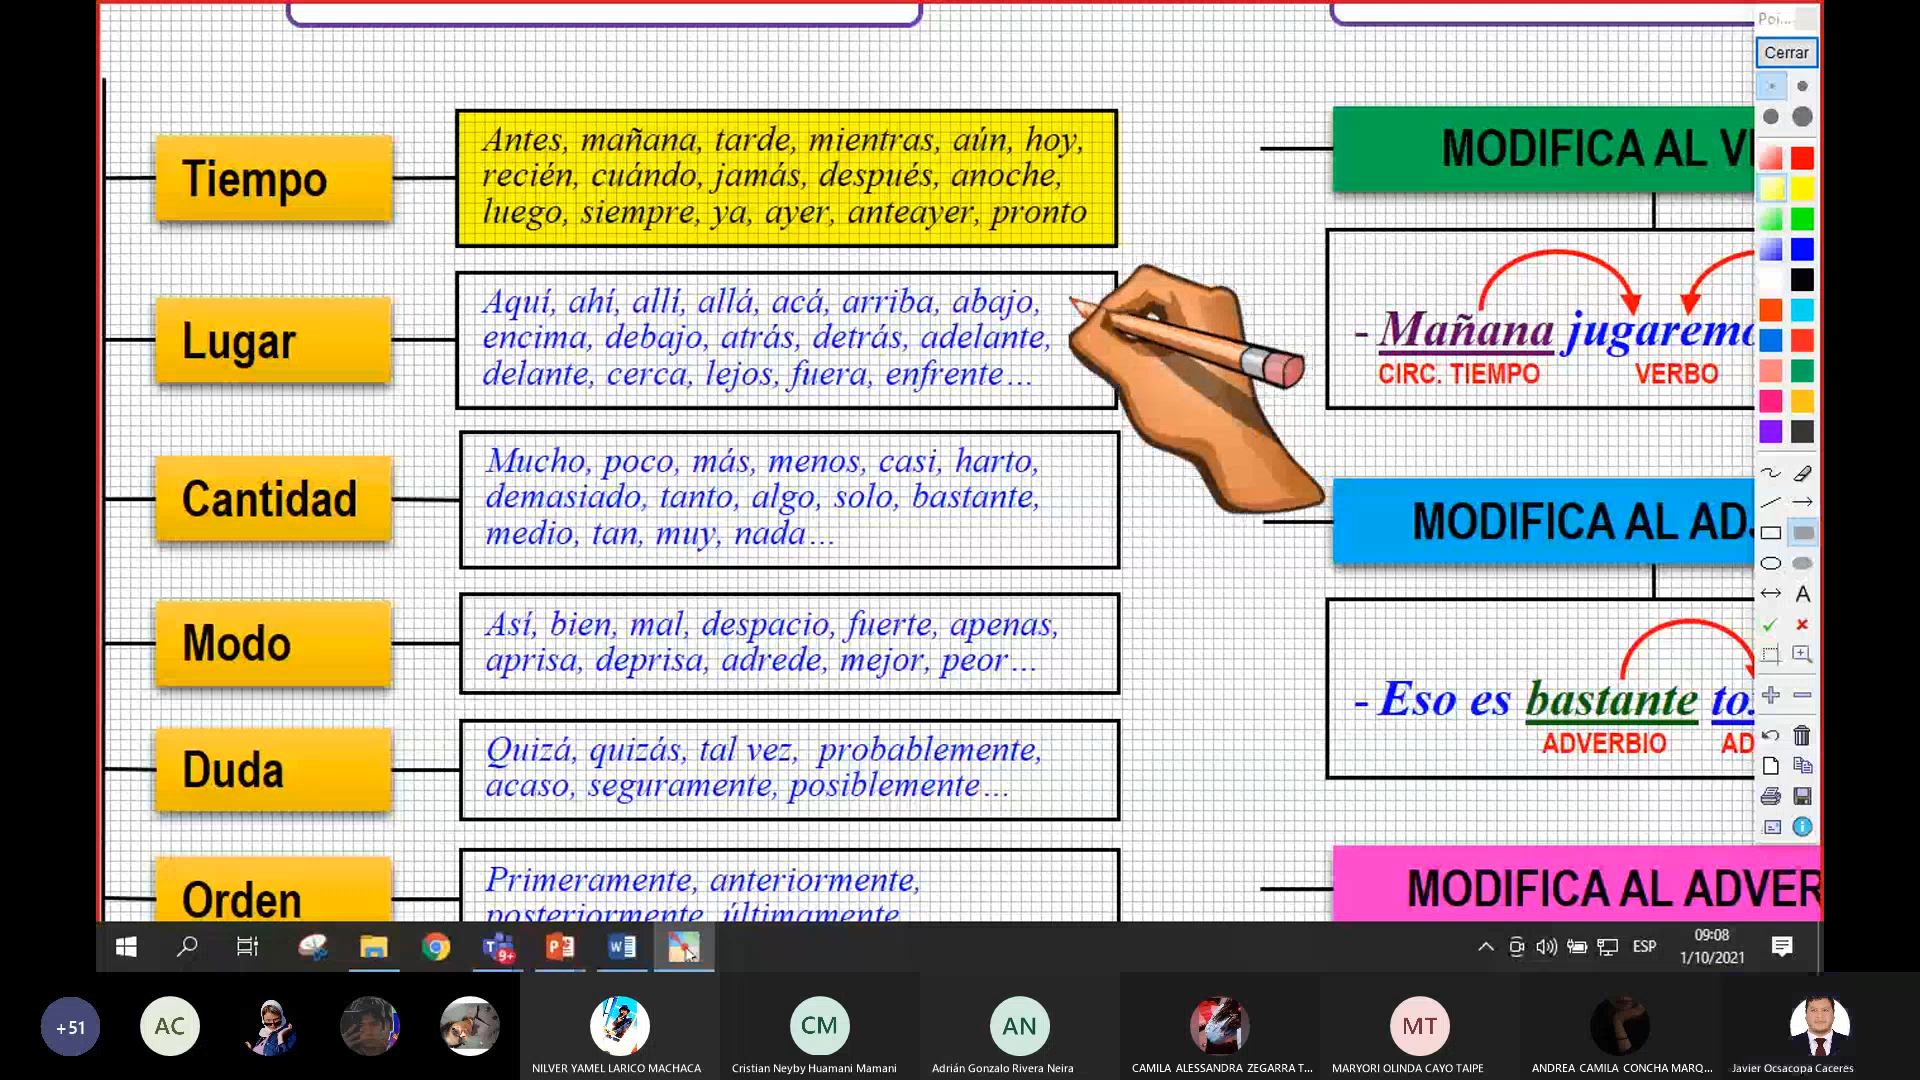 Poi...
Cerrar
Tiempo
Antes, mañana, tarde, mientras, aún, hoy,
recién, cuándo, jamás, después, anoche,
luego, siempre, ya, ayer, anteayer, pronto
Lugar
Aquí, ahí, allí, allá, acá, arriba, abajo,
encima, debajo, atrás, detrás, adelante,
delante, cerca, lejos, fuera, enfrente…
Cantidad
Mucho, poco, más, menos, casi, harto,
demasiado, tanto, algo, solo, bastante,
medio, tan, muy, nada…
Modo
Así, bien, mal, despacio, fuerte, apenas,
aprisa, deprisa, adrede, mejor, peor…
Duda
Quizá, quizás, tal vez, probablemente,
acaso, seguramente, posiblemente…
Orden
Primeramente, anteriormente,
posteriormente, últimamente
MODIFICA AL
- Mañana jugaremo
CIRC. TIEMPO VERBO
MODIFICA AL AD
- Eso es bastante to
ADVERBIO AD
MODIFICA AL ADVER
A
9+
ESP
09:08
1/10/2021
+51
AC
CM
AN
MT
NILVER YAMEL LARICO MACHACA
Cristian Neyby Huamani Mamani
Adrián Gonzalo Rivera Neira
CAMILA ALESSANDRA ZEGARRA T...
MARYORI OLINDA CAYO TAIPE
ANDREA CAMILA CONCHA MARQ...
Javier Ocsacopa Caceres